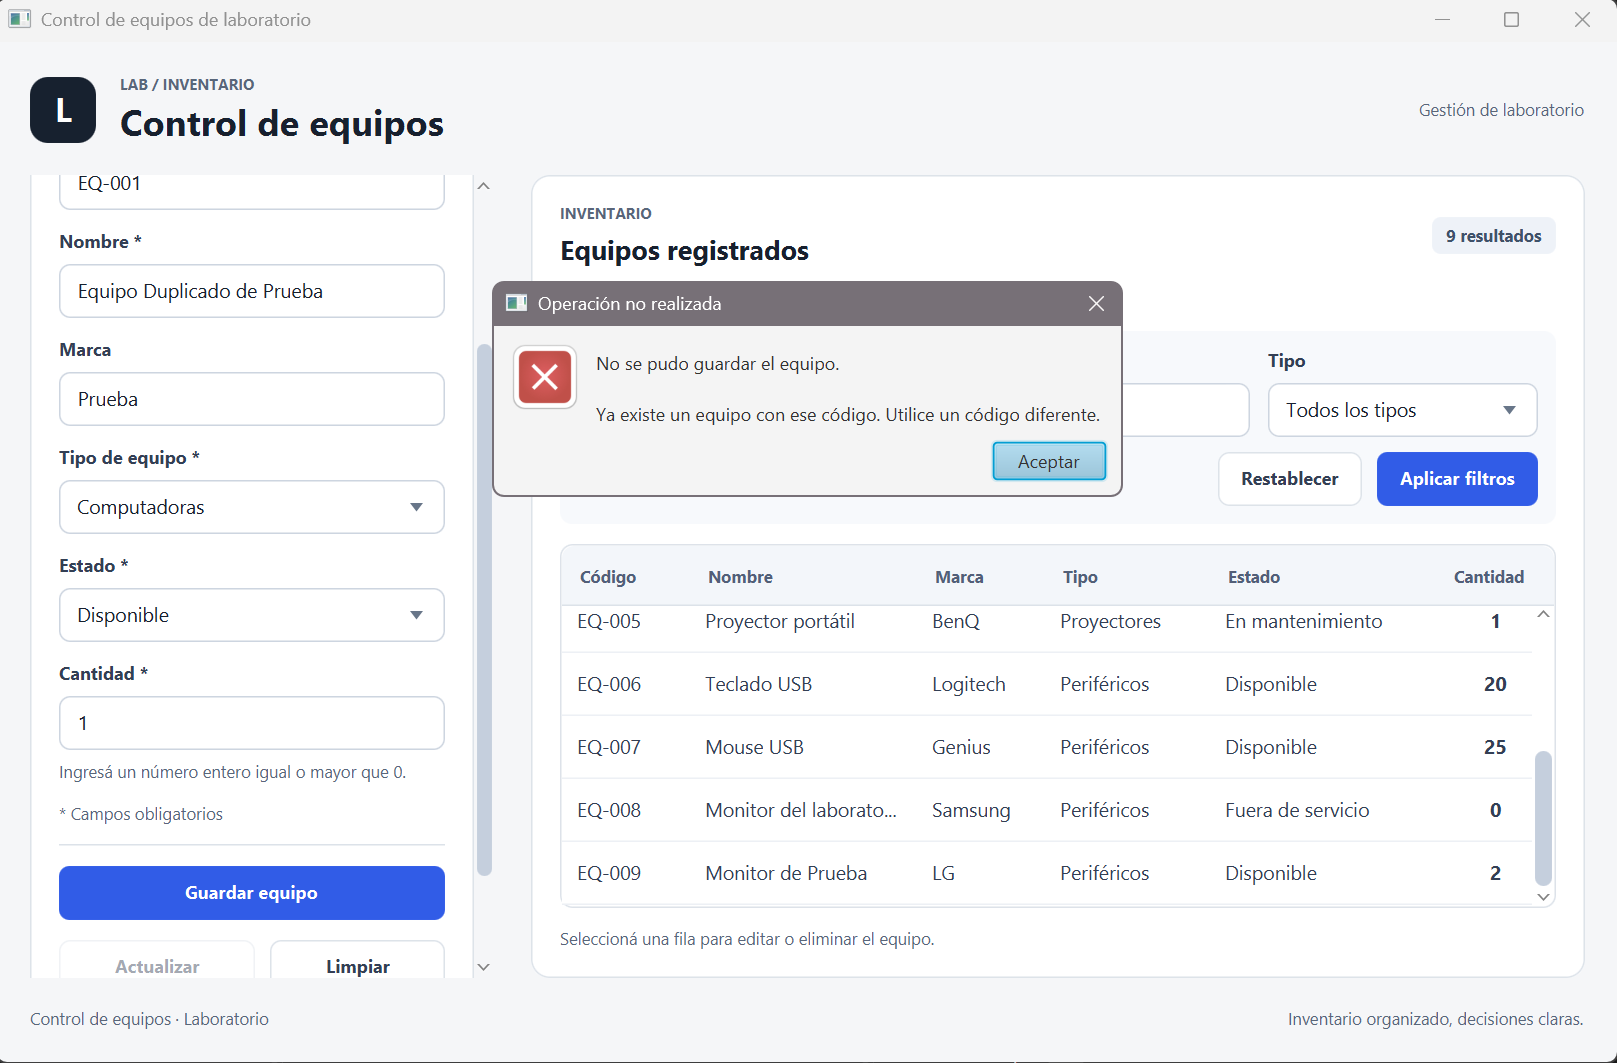 Control de equipos de laboratorio
L
LAB / INVENTARIO
Control de equipos
Gestión de laboratorio
EQ-001
Nombre *
Equipo Duplicado de Prueba
Marca
Prueba
Tipo de equipo *
Computadoras
Estado *
Disponible
Cantidad *
1
Ingresá un número entero igual o mayor que 0.
* Campos obligatorios
Guardar equipo
Actualizar
Limpiar
INVENTARIO
Equipos registrados
9 resultados
Operación no realizada
No se pudo guardar el equipo.
Ya existe un equipo con ese código. Utilice un código diferente.
Aceptar
Tipo
Todos los tipos
Restablecer
Aplicar filtros
Código Nombre Marca Tipo Estado Cantidad
EQ-005 Proyector portátil BenQ Proyectores En mantenimiento 1
EQ-006 Teclado USB Logitech Periféricos Disponible 20
EQ-007 Mouse USB Genius Periféricos Disponible 25
EQ-008 Monitor del laborato... Samsung Periféricos Fuera de servicio 0
EQ-009 Monitor de Prueba LG Periféricos Disponible 2
Seleccioná una fila para editar o eliminar el equipo.
Control de equipos · Laboratorio
Inventario organizado, decisiones claras.